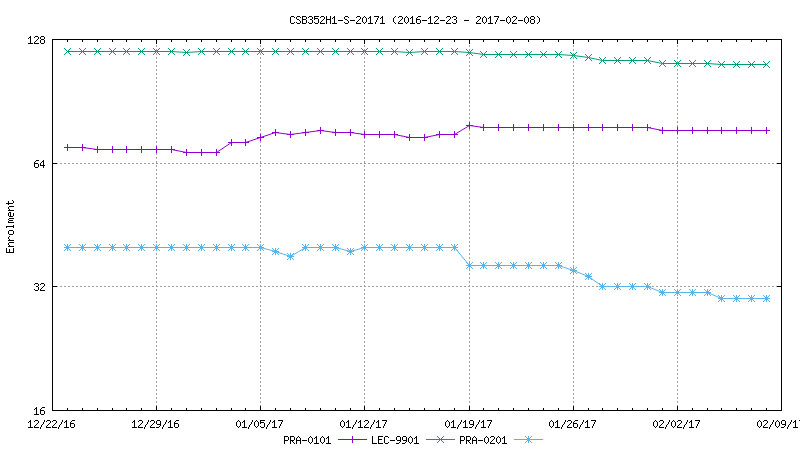 CSB352H1-S-20171 (2016-12-23 - 2017-02-08)
128
64
Enrolment
32
16
12/22/16 12/29/16 01/05/17 01/12/17 01/19/17 01/26/17 02/02/17 02/09/17
PRA-0101 LEC-9901 PRA-0201